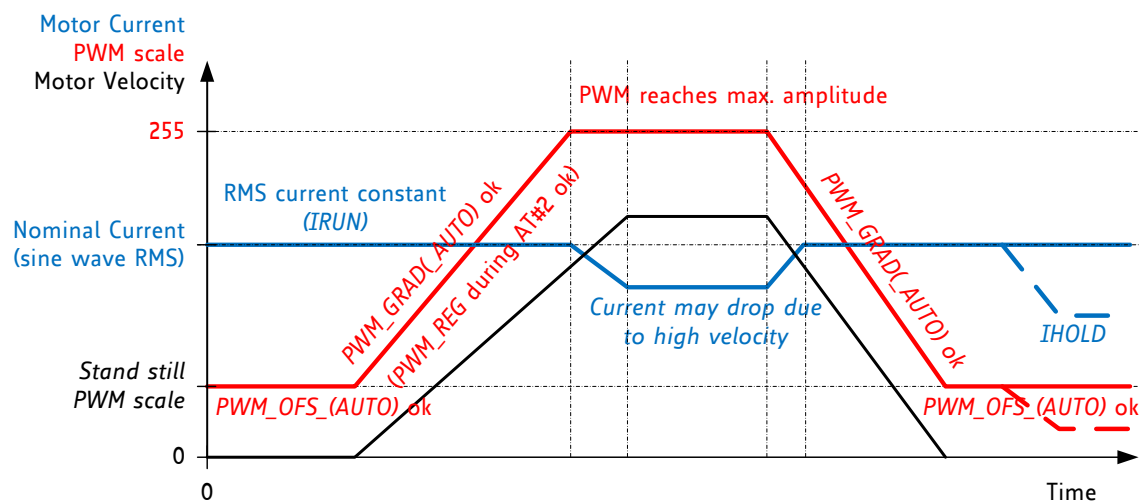 Motor Current
PWM scale
Motor Velocity
PWM reaches max. amplitude
255
RMS current constant
(IRUN)
PWM_GRAD(_AUTO) ok
(PWM_REG during AT#2 ok)
PWM_GRAD(_AUTO) ok
Nominal Current
(sine wave RMS)
Current may drop due
to high velocity
IHOLD
Stand still
PWM scale
PWM_OFS_(AUTO) ok
PWM_OFS_(AUTO) ok
0
0
Time